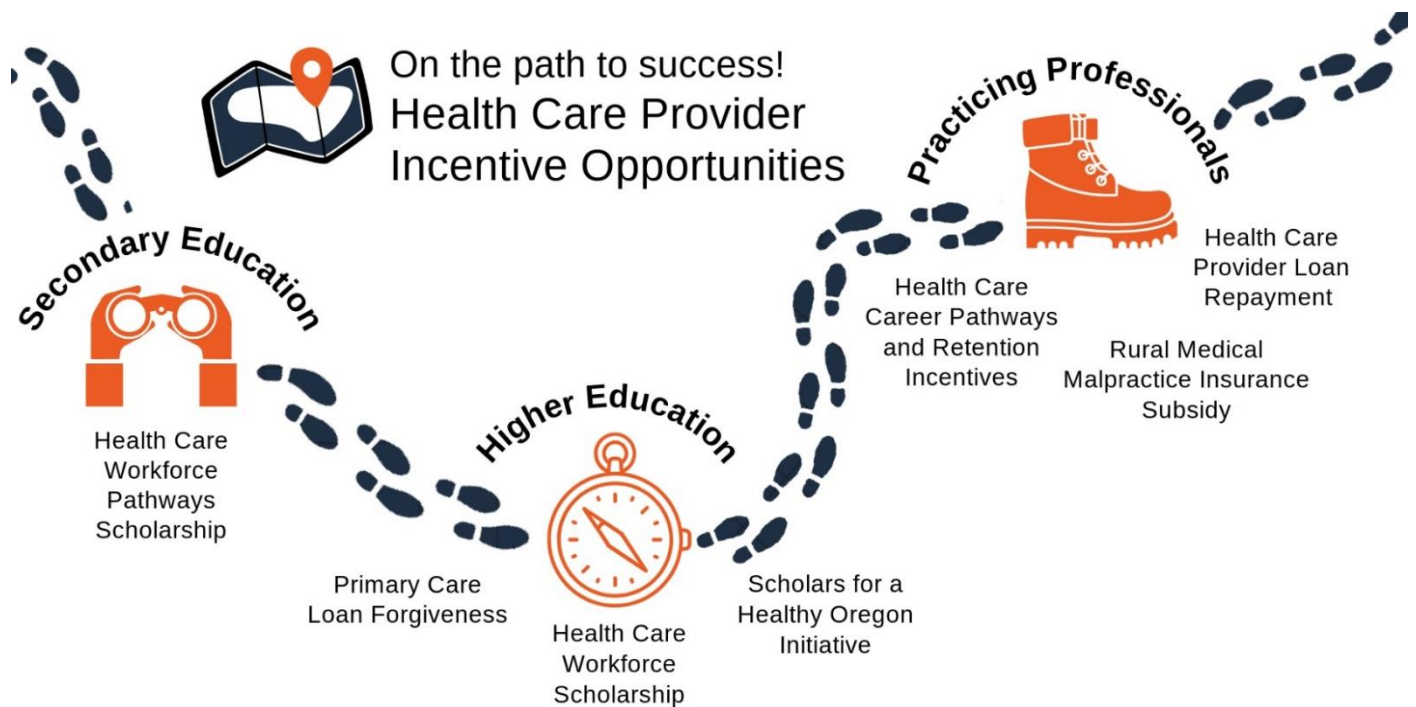 On the path to success!
Health Care Provider
Incentive Opportunities
Secondary Education
Health Care
Workforce
Pathways
Scholarship
Primary Care
Loan Forgiveness
Higher Education
Health Care
Workforce
Scholarship
Scholars for a
Healthy Oregon
Initiative
Practicing Professionals
Health Care
Career Pathways
and Retention
Incentives
Rural Medical
Malpractice Insurance
Subsidy
Health Care
Provider Loan
Repayment